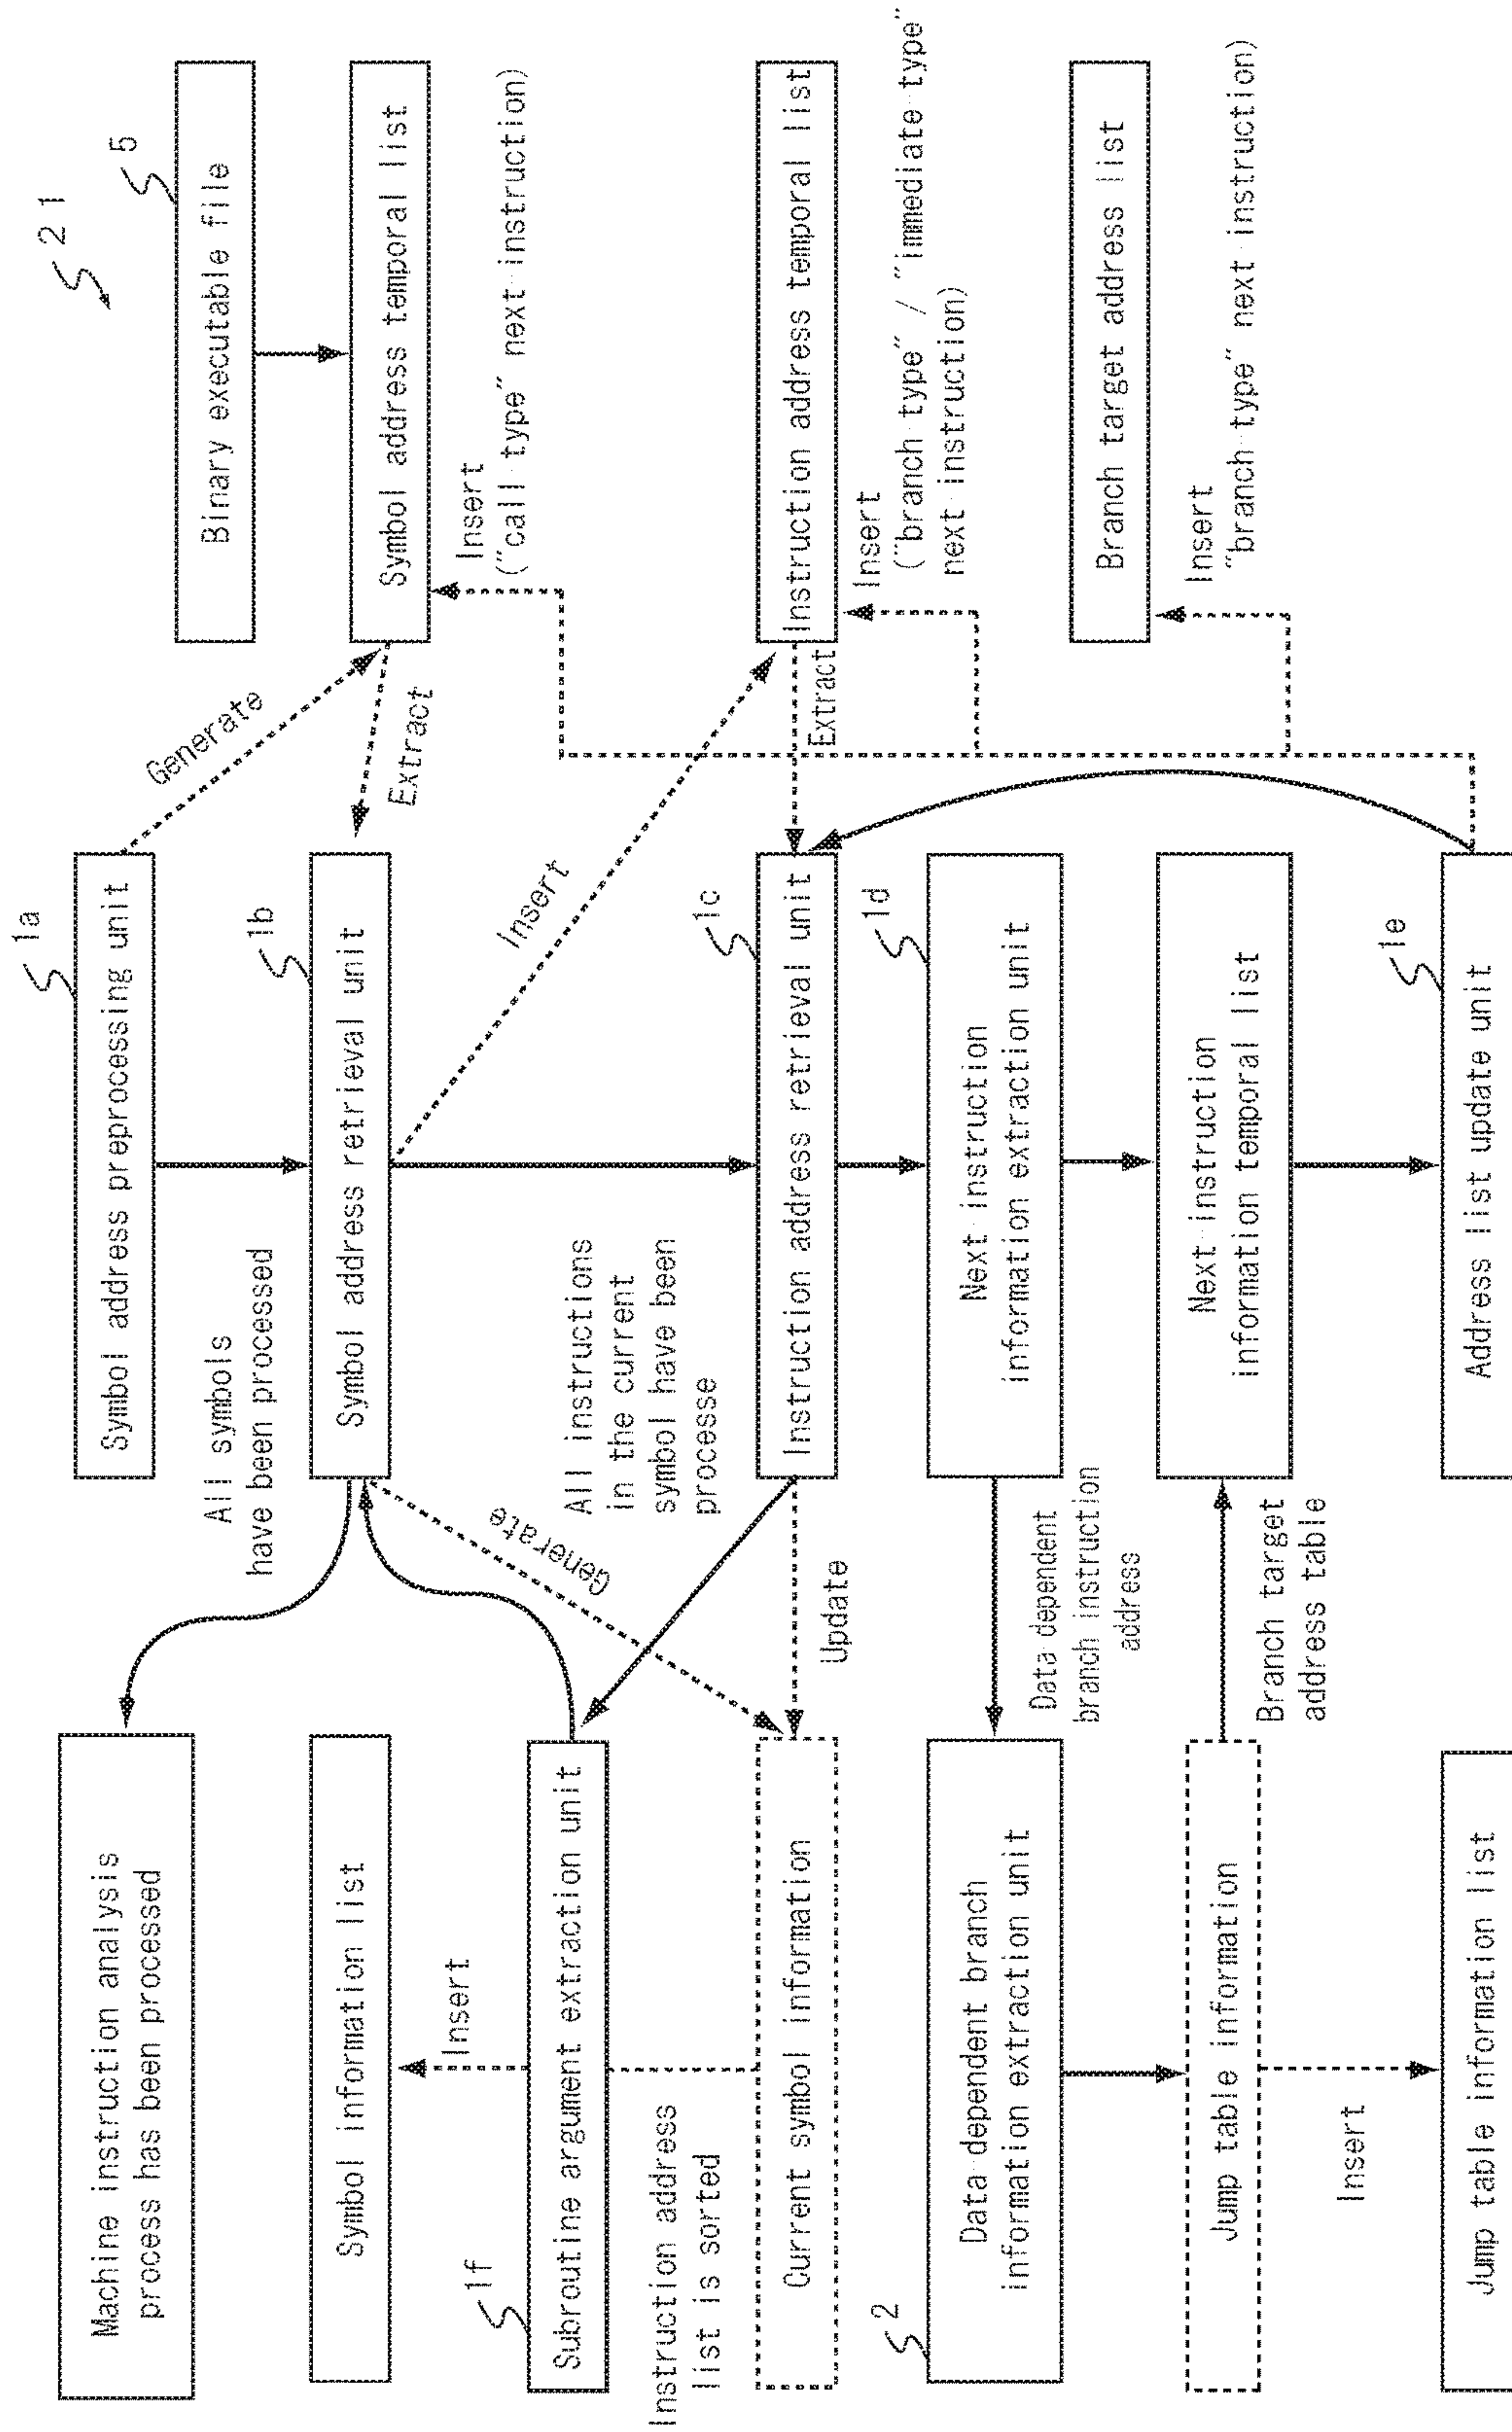 21
Machine instruction analysis
process has been processed
1a
Symbol address preprocessing unit
Generate
5
Binary executable file
All symbols
have been processed
Symbol information list
1b
Symbol address retrieval unit
Extract
Symbol address temporal list
Insert
("call type" next instruction)
Insert
1f
Subroutine argument extraction unit
Generate
All instructions
in the current
symbol have been
processe
Insert
Instruction address
list is sorted
Current symbol information
Update
1c
Instruction address retrieval unit
Extract
Instruction address temporal list
Insert
("branch type" / "immediate type"
next instruction)
2
Data dependent branch
information extraction unit
Data dependent
branch instruction
address
1d
Next instruction
information extraction unit
Branch target address list
Insert
"branch type" next instruction)
Jump table information
Branch target
address table
Next instruction
information temporal list
Insert
Jump table information list
1e
Address list update unit